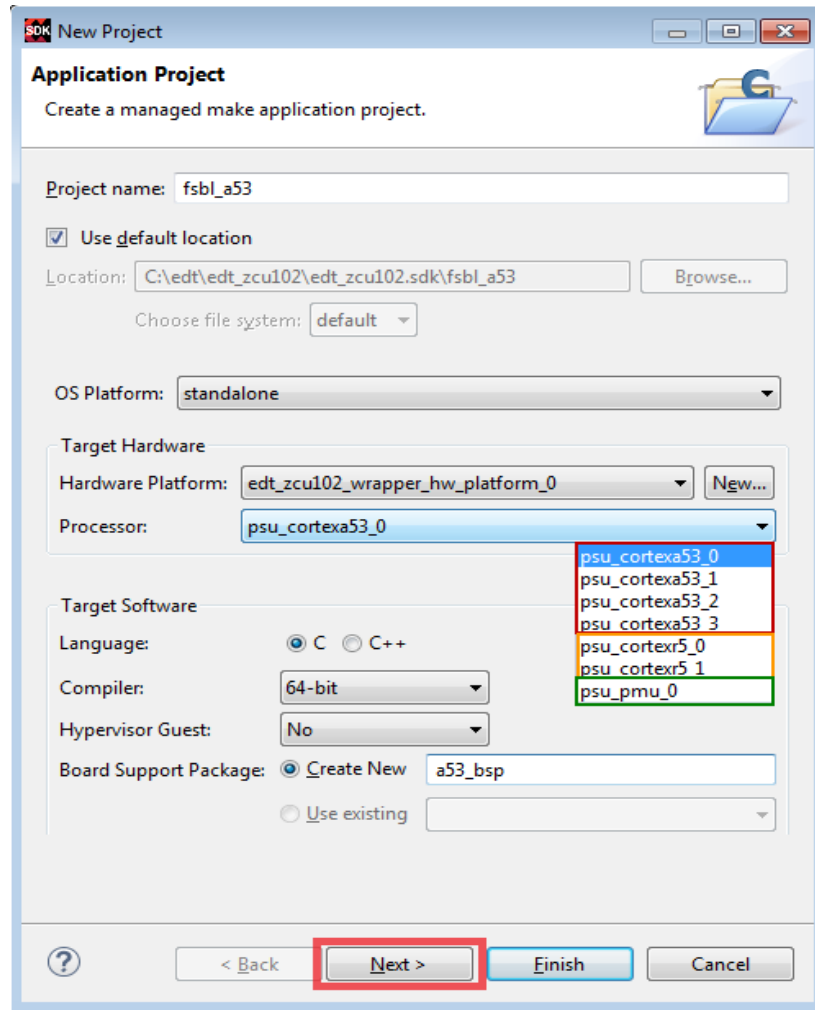 SDK New Project
Application Project
Create a managed make application project.
Project name: fsbl_a53
Use default location
Location: C:\edt\edt_zcu102\edt_zcu102.sdk\fsbl_a53 Browse...
Choose file system: default
OS Platform: standalone
Target Hardware
Hardware Platform: edt_zcu102_wrapper_hw_platform_0 New...
Processor: psu_cortexa53_0
psu_cortexa53_0
psu_cortexa53_1
psu_cortexa53_2
psu_cortexa53_3
psu_cortexr5_0
psu_cortexr5_1
psu_pmu_0
Target Software
Language: C C++
Compiler: 64-bit
Hypervisor Guest: No
Board Support Package: Create New a53_bsp
Use existing
? < Back Next > Finish Cancel